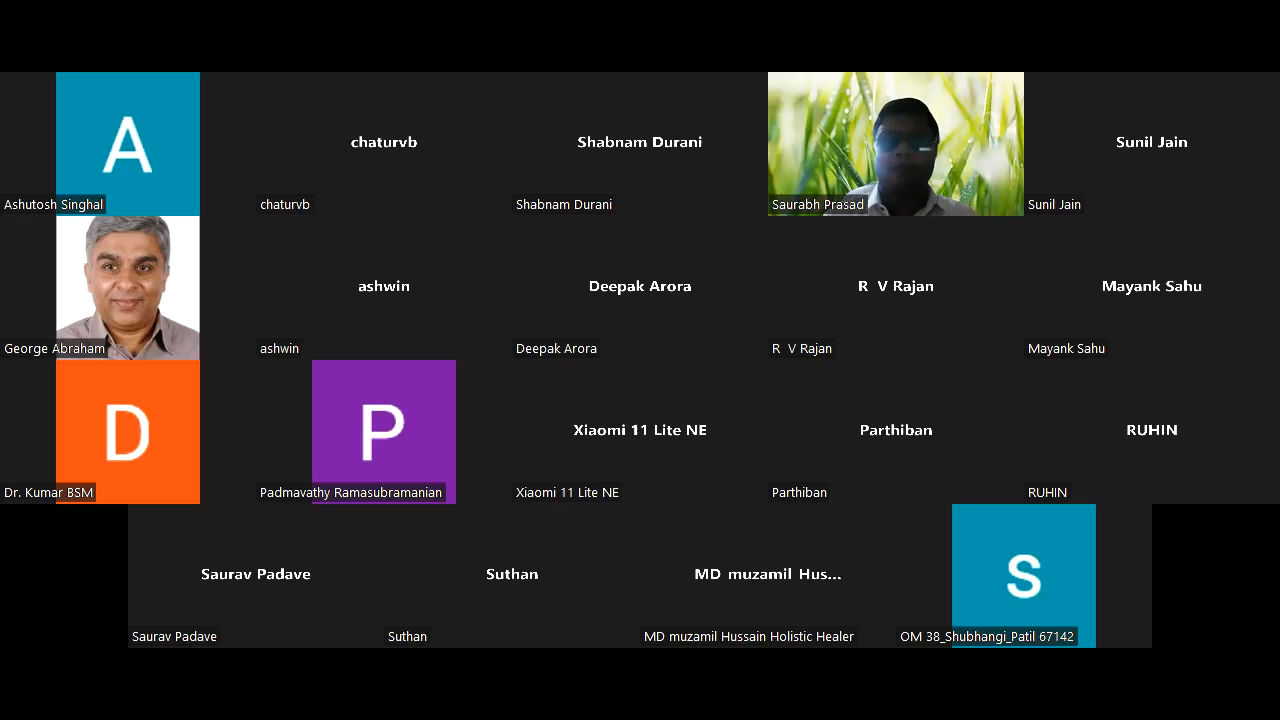 A
Ashutosh Singhal
chaturvb
chaturvb
Shabnam Durani
Shabnam Durani
Saurabh Prasad
Sunil Jain
Sunil Jain
George Abraham
ashwin
ashwin
Deepak Arora
Deepak Arora
R V Rajan
R V Rajan
Mayank Sahu
Mayank Sahu
D
Dr. Kumar BSM
P
Padmavathy Ramasubramanian
Xiaomi 11 Lite NE
Xiaomi 11 Lite NE
Parthiban
Parthiban
RUHIN
RUHIN
Saurav Padave
Saurav Padave
Suthan
Suthan
MD muzamil Hus...
MD muzamil Hussain Holistic Healer
S
OM 38_Shubhangi_Patil 67142